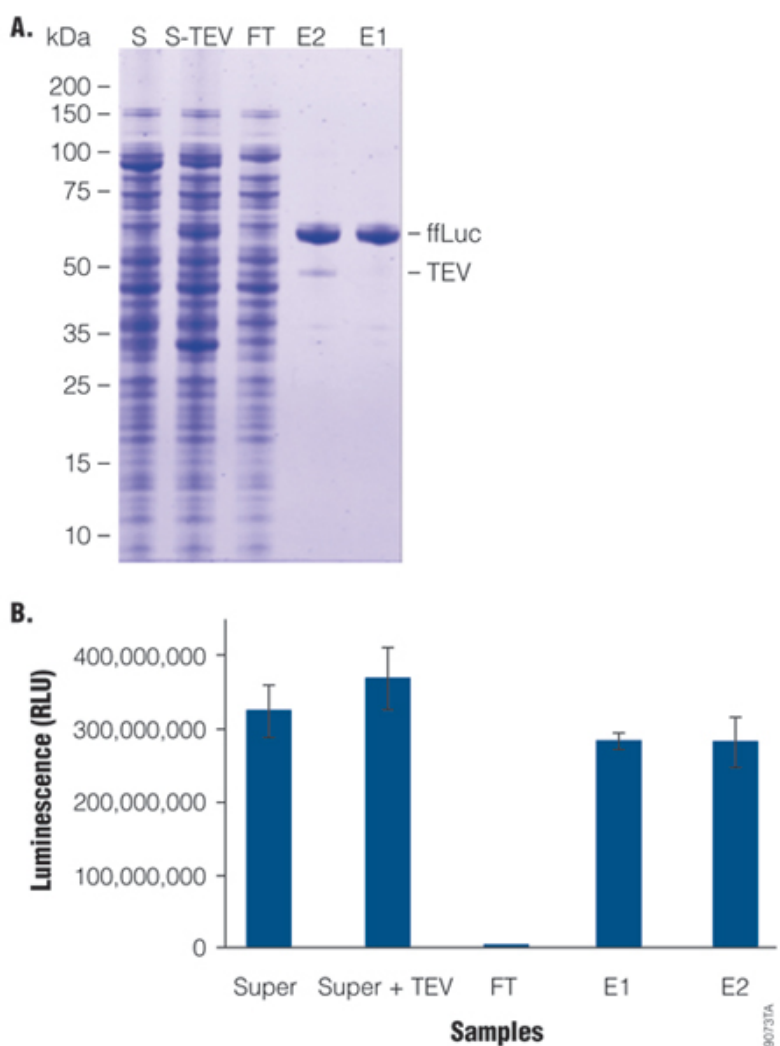 A. kDa S S-TEV FT E2 E1
200
150
100
75
ffLuc
50
TEV
35
25
15
10
B.
Luminescence (RLU)
400,000,000
300,000,000
200,000,000
100,000,000
0
Super Super + TEV FT E1 E2
Samples
9073TA